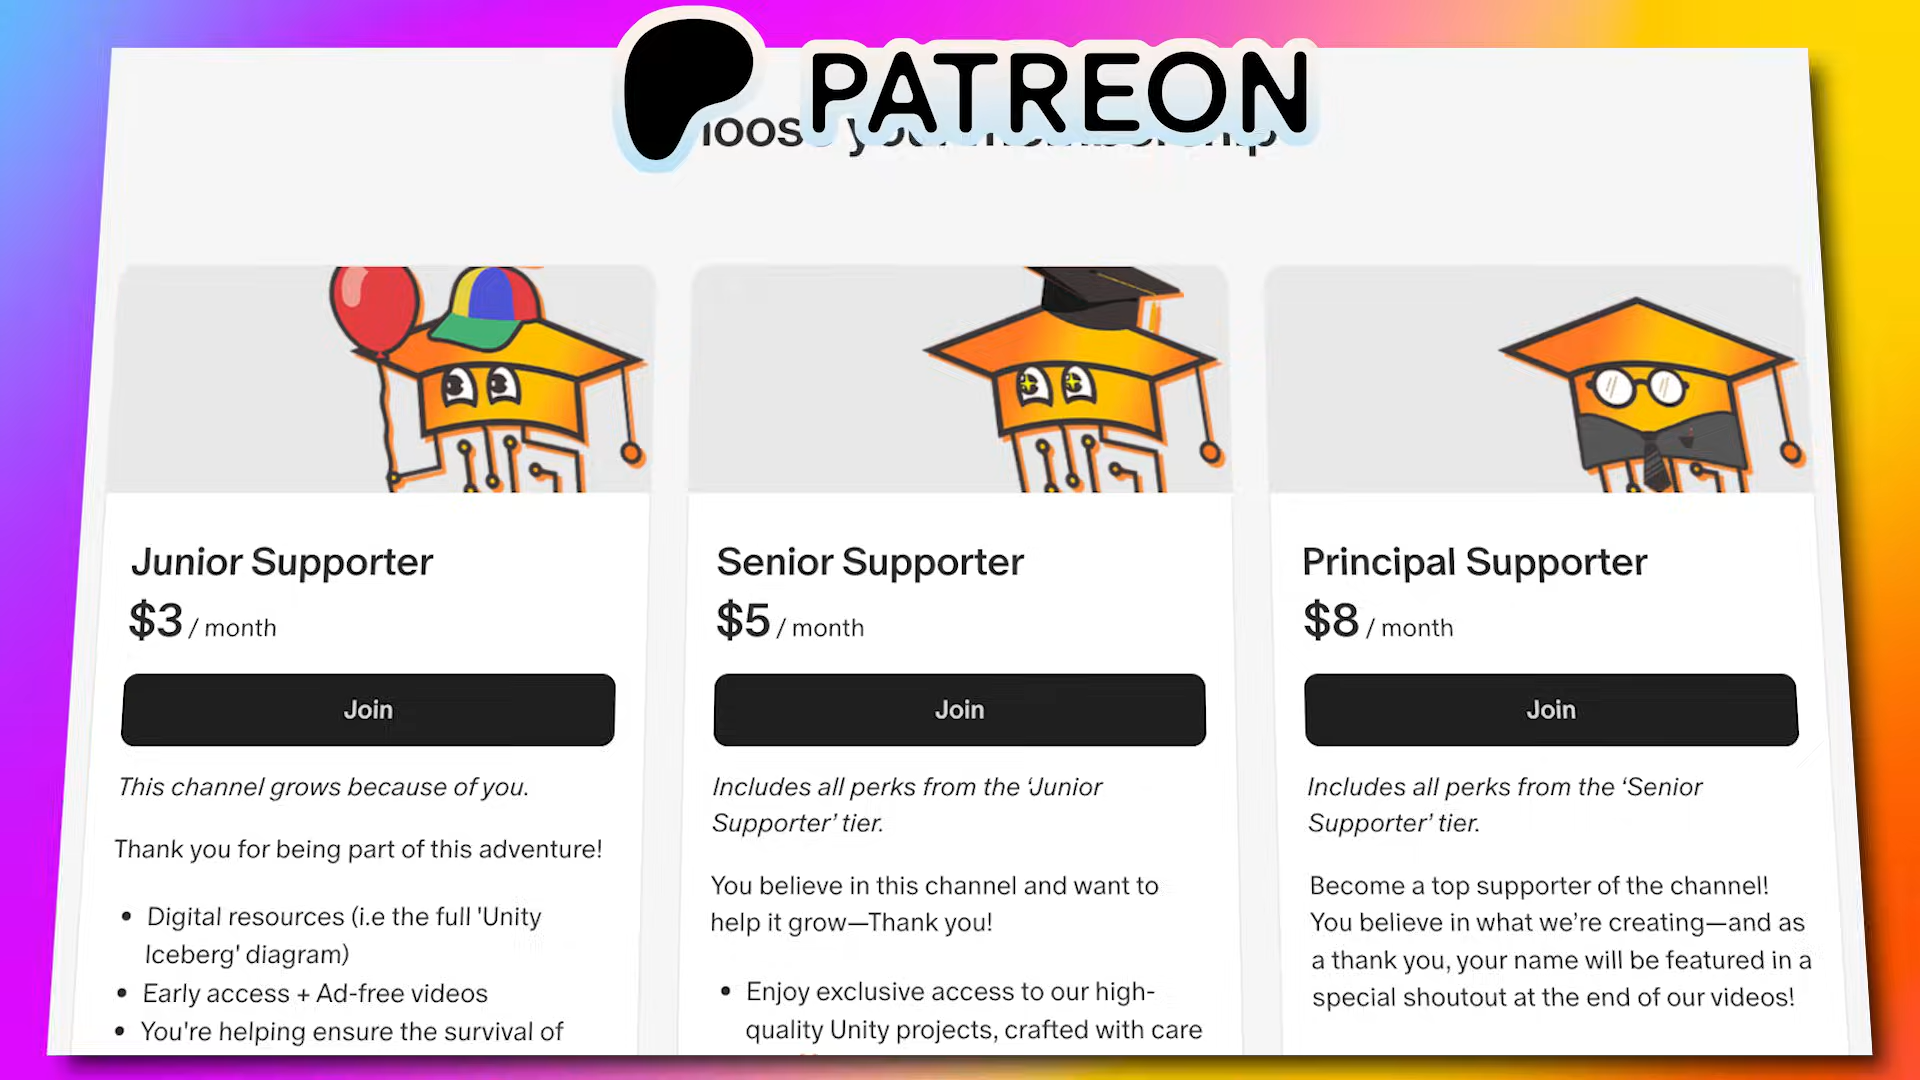 PATREON
Junior Supporter
$3 / month
Join
This channel grows because of you.
Thank you for being part of this adventure!
• Digital resources (i.e the full 'Unity
Iceberg' diagram)
• Early access + Ad-free videos
• You're helping ensure the survival of
Senior Supporter
$5 / month
Join
Includes all perks from the ‘Junior
Supporter’ tier.
You believe in this channel and want to
help it grow—Thank you!
• Enjoy exclusive access to our high-
quality Unity projects, crafted with care
Principal Supporter
$8 / month
Join
Includes all perks from the ‘Senior
Supporter’ tier.
Become a top supporter of the channel!
You believe in what we’re creating—and as
a thank you, your name will be featured in a
special shoutout at the end of our videos!